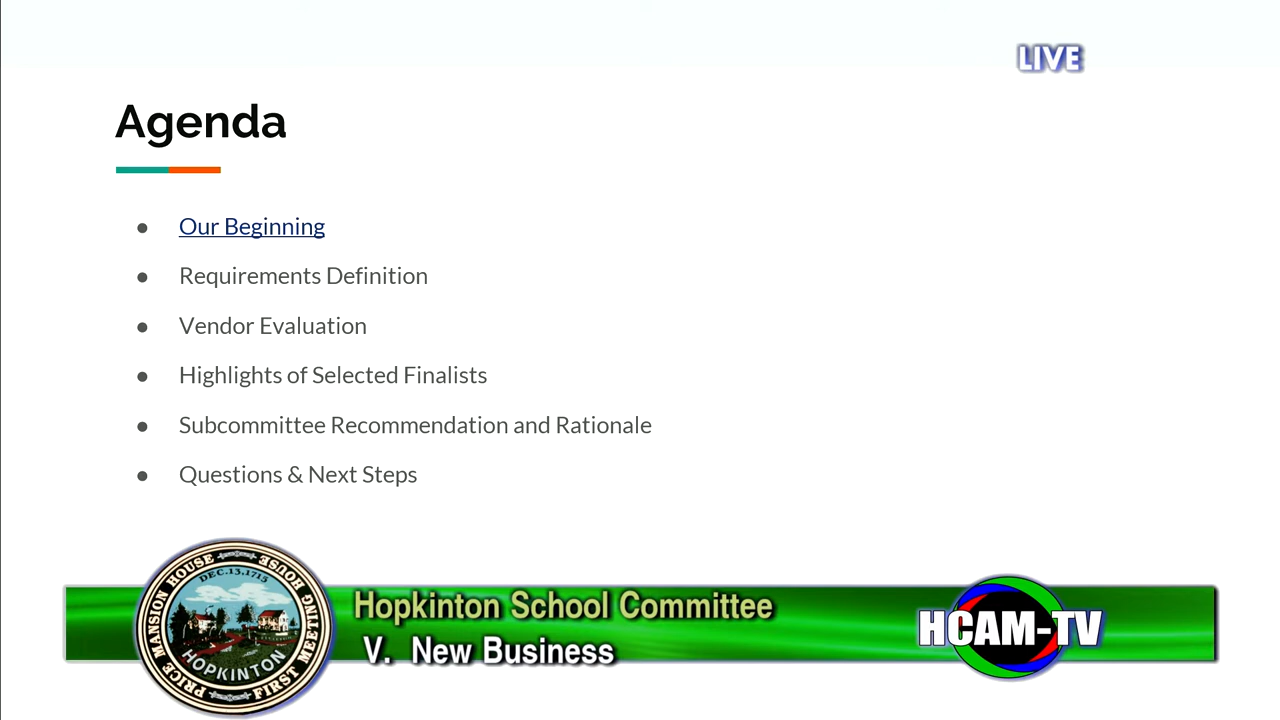 LIVE
Agenda
Our Beginning
Requirements Definition
Vendor Evaluation
Highlights of Selected Finalists
Subcommittee Recommendation and Rationale
Questions & Next Steps
PRICE MANSION HOUSE
FIRST MEETING HOUSE
DEC.13,1715
HOPKINTON
Hopkinton School Committee
V. New Business
HCAM-TV